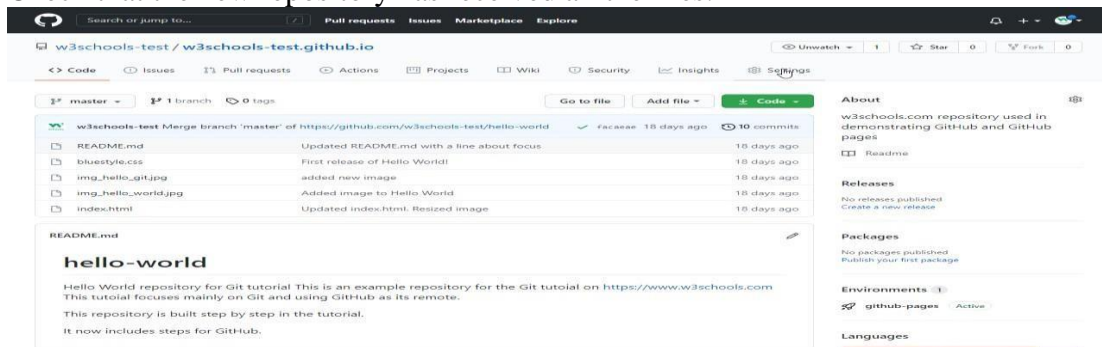 Search or jump to...
/
Pull requests Issues Marketplace Explore
w3schools-test / w3schools-test.github.io
Unwatch 1 Star 0 Fork 0
<> Code Issues Pull requests Actions Projects Wiki Security Insights Settings
master 1 branch 0 tags Go to file Add file Code
w3schools-test Merge branch 'master' of https://github.com/w3schools-test/hello-world facaeae 18 days ago 10 commits
README.md Updated README.md with a line about focus 18 days ago
bluestyle.css First release of Hello World! 18 days ago
img_hello_git.jpg added new image 18 days ago
img_hello_world.jpg Added image to Hello World 18 days ago
index.html Updated index.html. Resized image 18 days ago
README.md
hello-world
Hello World repository for Git tutorial This is an example repository for the Git tutoial on https://www.w3schools.com
This tutoial focuses mainly on Git and using GitHub as its remote.
This repository is built step by step in the tutorial.
It now includes steps for GitHub.
About
w3schools.com repository used in
demonstrating GitHub and GitHub
pages
Readme
Releases
No releases published
Create a new release
Packages
No packages published
Publish your first package
Environments 1
github-pages Active
Languages